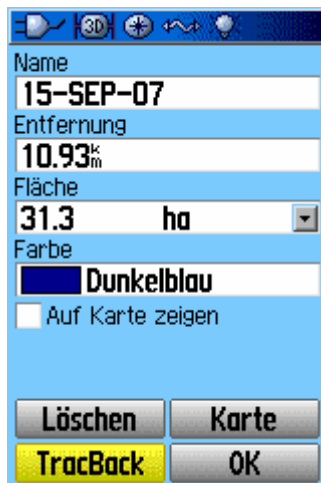 3D
Name
15-SEP-07
Entfernung
10.93km
Fläche
31.3 ha
Farbe
Dunkelblau
Auf Karte zeigen
Löschen Karte
TracBack OK